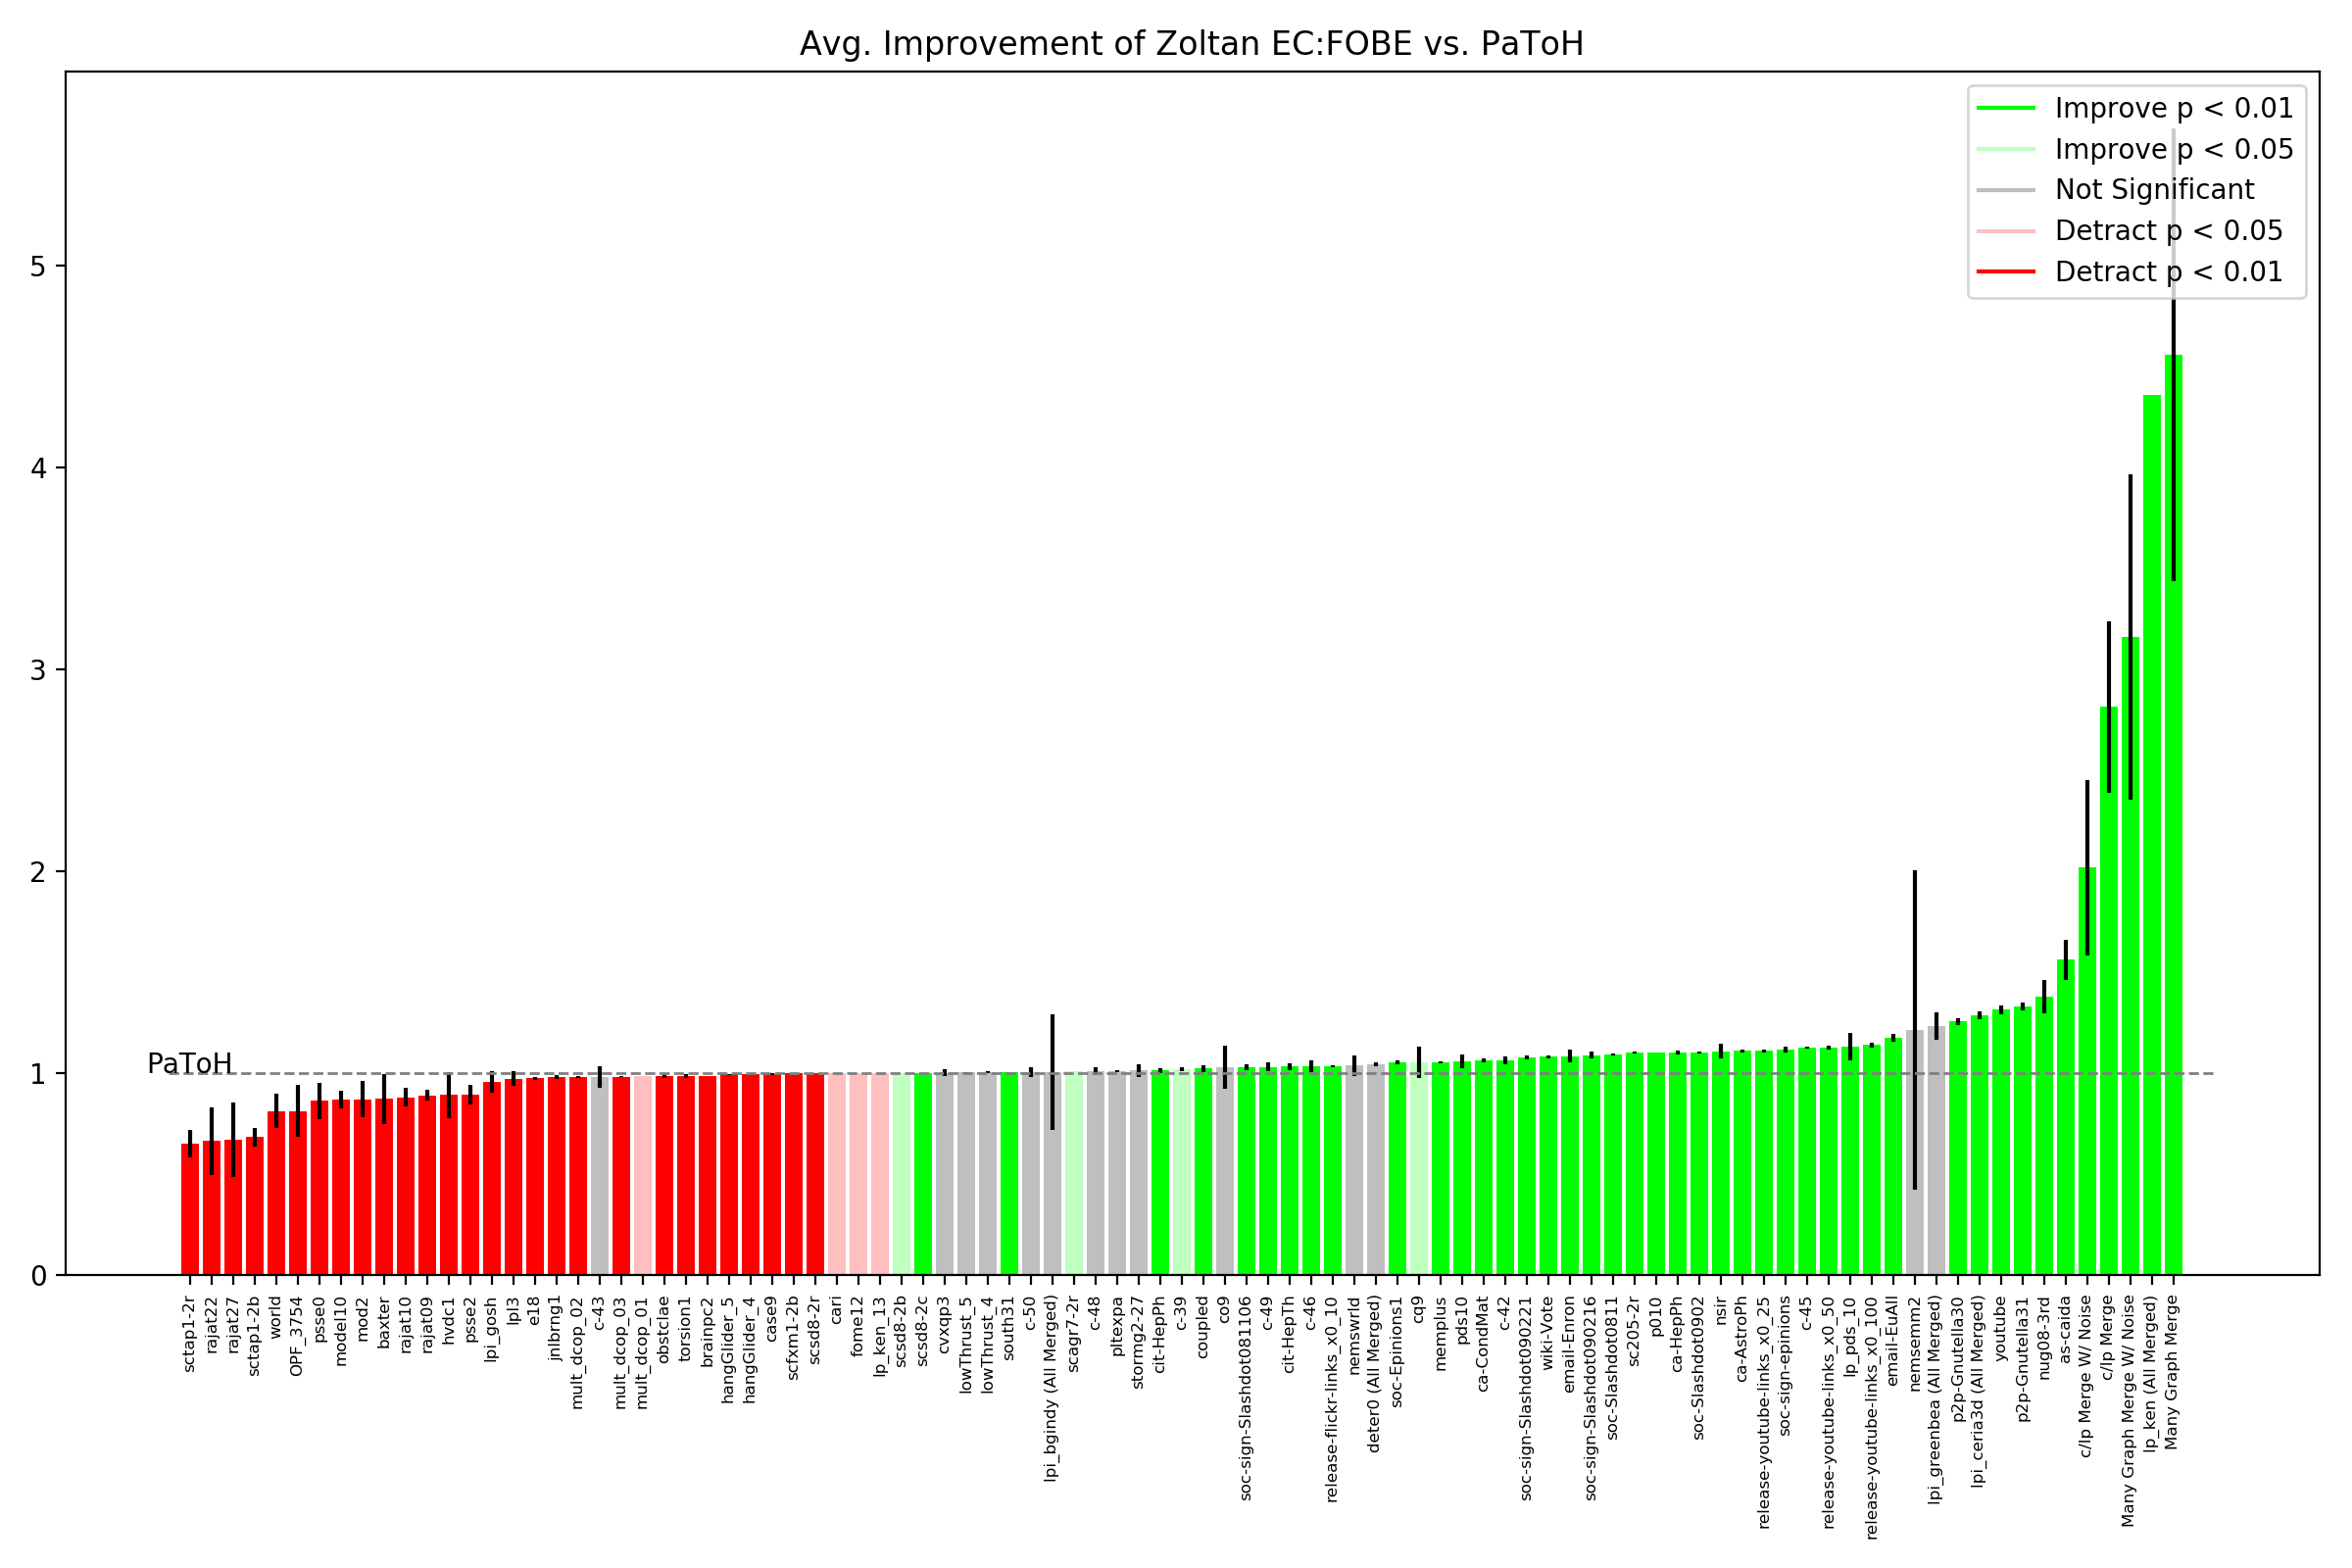 Avg. Improvement of Zoltan EC:FOBE vs. PaToH
Improve p < 0.01
Improve p < 0.05
Not Significant
Detract p < 0.05
Detract p < 0.01
5
4
3
2
1
0
PaToH
sctap1-2r
rajat22
rajat27
sctap1-2b
world
OPF_3754
psse0
model10
mod2
baxter
rajat10
rajat09
hvdc1
psse2
lpi_gosh
lpl3
e18
jnlbrng1
mult_dcop_02
c-43
mult_dcop_03
mult_dcop_01
obstclae
torsion1
brainpc2
hangGlider_5
hangGlider_4
case9
scfxm1-2b
scsd8-2r
cari
fome12
lp_ken_13
scsd8-2b
scsd8-2c
cvxqp3
lowThrust_5
lowThrust_4
south31
c-50
lpi_bgindy (All Merged)
scagr7-2r
c-48
pltexpa
stormg2-27
cit-HepPh
c-39
coupled
co9
soc-sign-Slashdot081106
c-49
cit-HepTh
c-46
release-flickr-links_x0_10
nemswrld
deter0 (All Merged)
soc-Epinions1
cq9
memplus
pds10
ca-CondMat
c-42
soc-sign-Slashdot090221
wiki-Vote
email-Enron
soc-sign-Slashdot090216
soc-Slashdot0811
sc205-2r
p010
ca-HepPh
soc-Slashdot0902
nsir
ca-AstroPh
release-youtube-links_x0_25
soc-sign-epinions
c-45
release-youtube-links_x0_50
lp_pds_10
release-youtube-links_x0_100
email-EuAll
nemsemm2
lpi_greenbea (All Merged)
p2p-Gnutella30
lpi_ceria3d (All Merged)
youtube
p2p-Gnutella31
nug08-3rd
as-caida
c/lp Merge W/ Noise
c/lp Merge
Many Graph Merge W/ Noise
lp_ken (All Merged)
Many Graph Merge